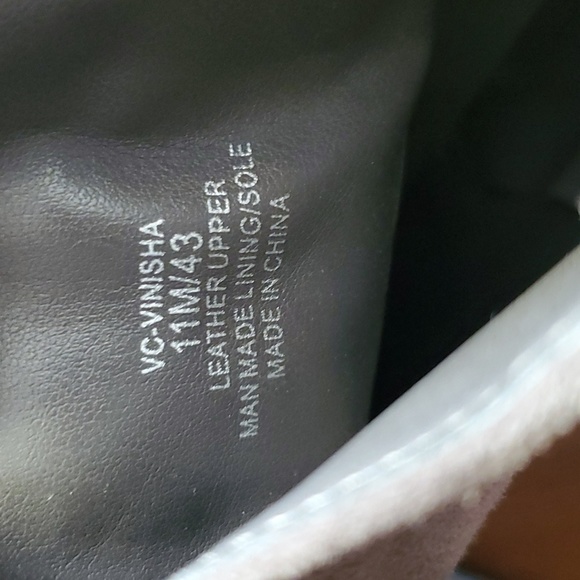 VC-VINISHA
11M/43
LEATHER UPPER
MAN MADE LINING/SOLE
MADE IN CHINA